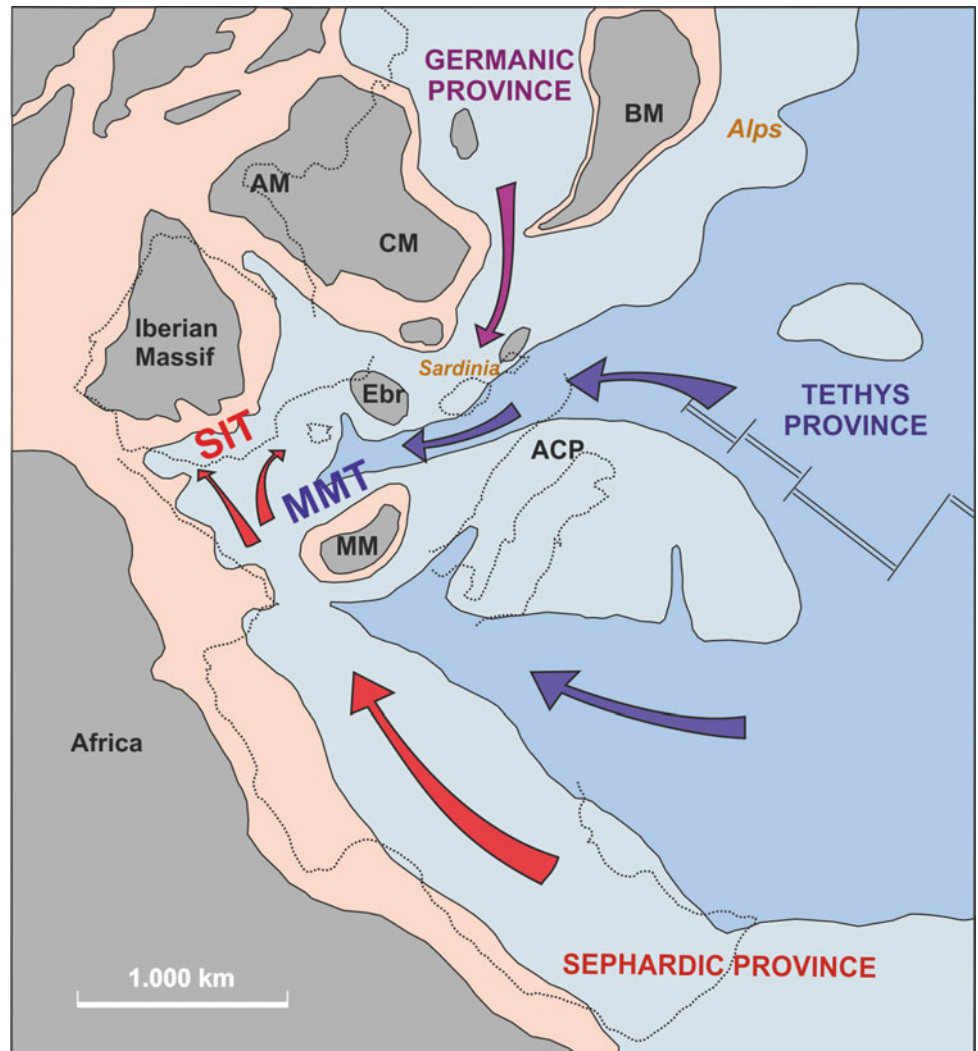 GERMANIC
PROVINCE
BM
Alps
AM
CM
Iberian
Massif
Sardinia
Ebr
TETHYS
PROVINCE
SIT
ACP
MMT
MM
Africa
SEPHARDIC PROVINCE
1.000 km